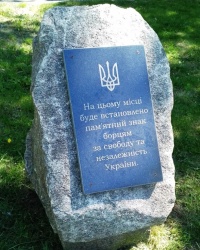 На цьому місці
буде встановлено
пам'ятний знак
борцям
за свободу та
незалежність
України